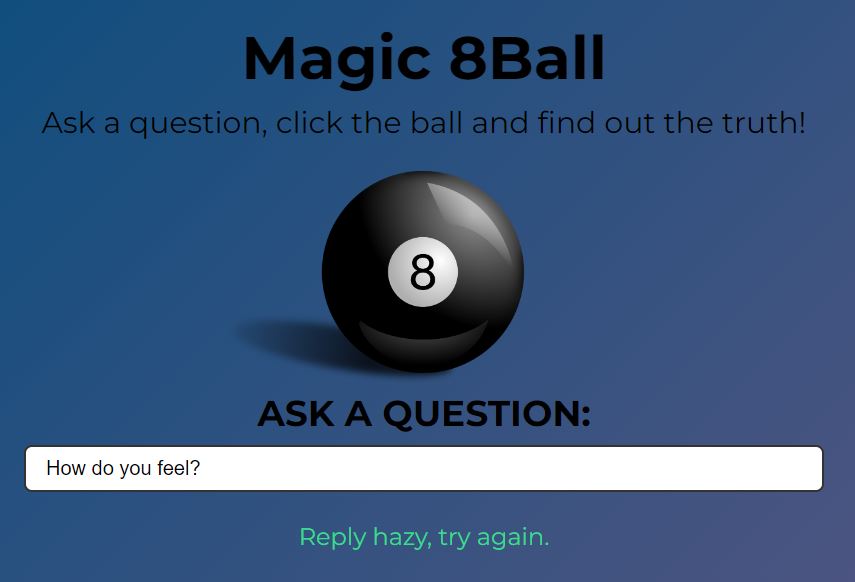 Magic 8Ball
Ask a question, click the ball and find out the truth!
8
ASK A QUESTION:
How do you feel?
Reply hazy, try again.